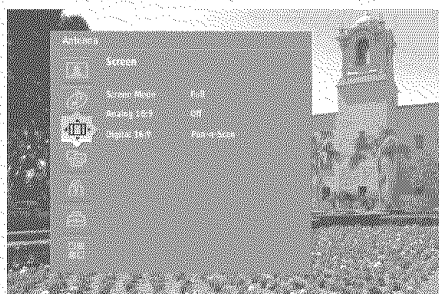 Antenna
Screen
Screen Mode Full
Analog 16:9 Off
Digital 16:9 Pan-n-Scan